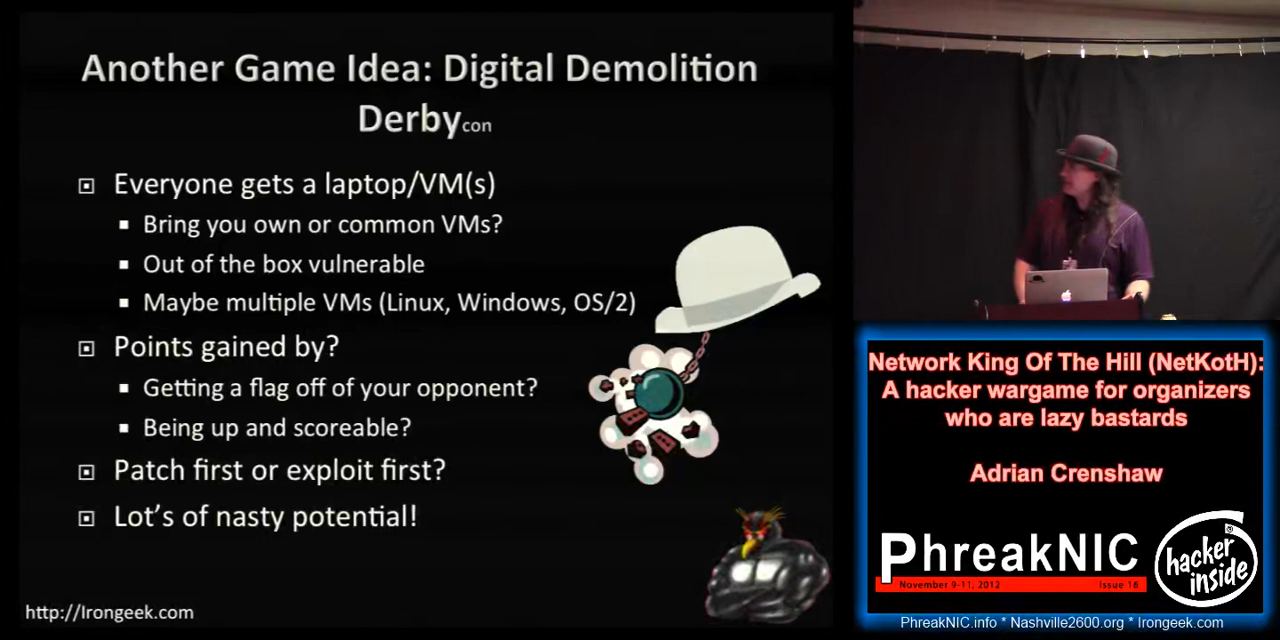 Another Game Idea: Digital Demolition
Derbycon
Everyone gets a laptop/VM(s)
Bring you own or common VMs?
Out of the box vulnerable
Maybe multiple VMs (Linux, Windows, OS/2)
Points gained by?
Getting a flag off of your opponent?
Being up and scoreable?
Patch first or exploit first?
Lot's of nasty potential!
http://Irongeek.com
Network King Of The Hill (NetKotH):
A hacker wargame for organizers
who are lazy bastards
Adrian Crenshaw
PhreakNIC
November 9-11, 2012 Issue 16
hacker
inside
PhreakNIC.info * Nashville2600.org * Irongeek.com